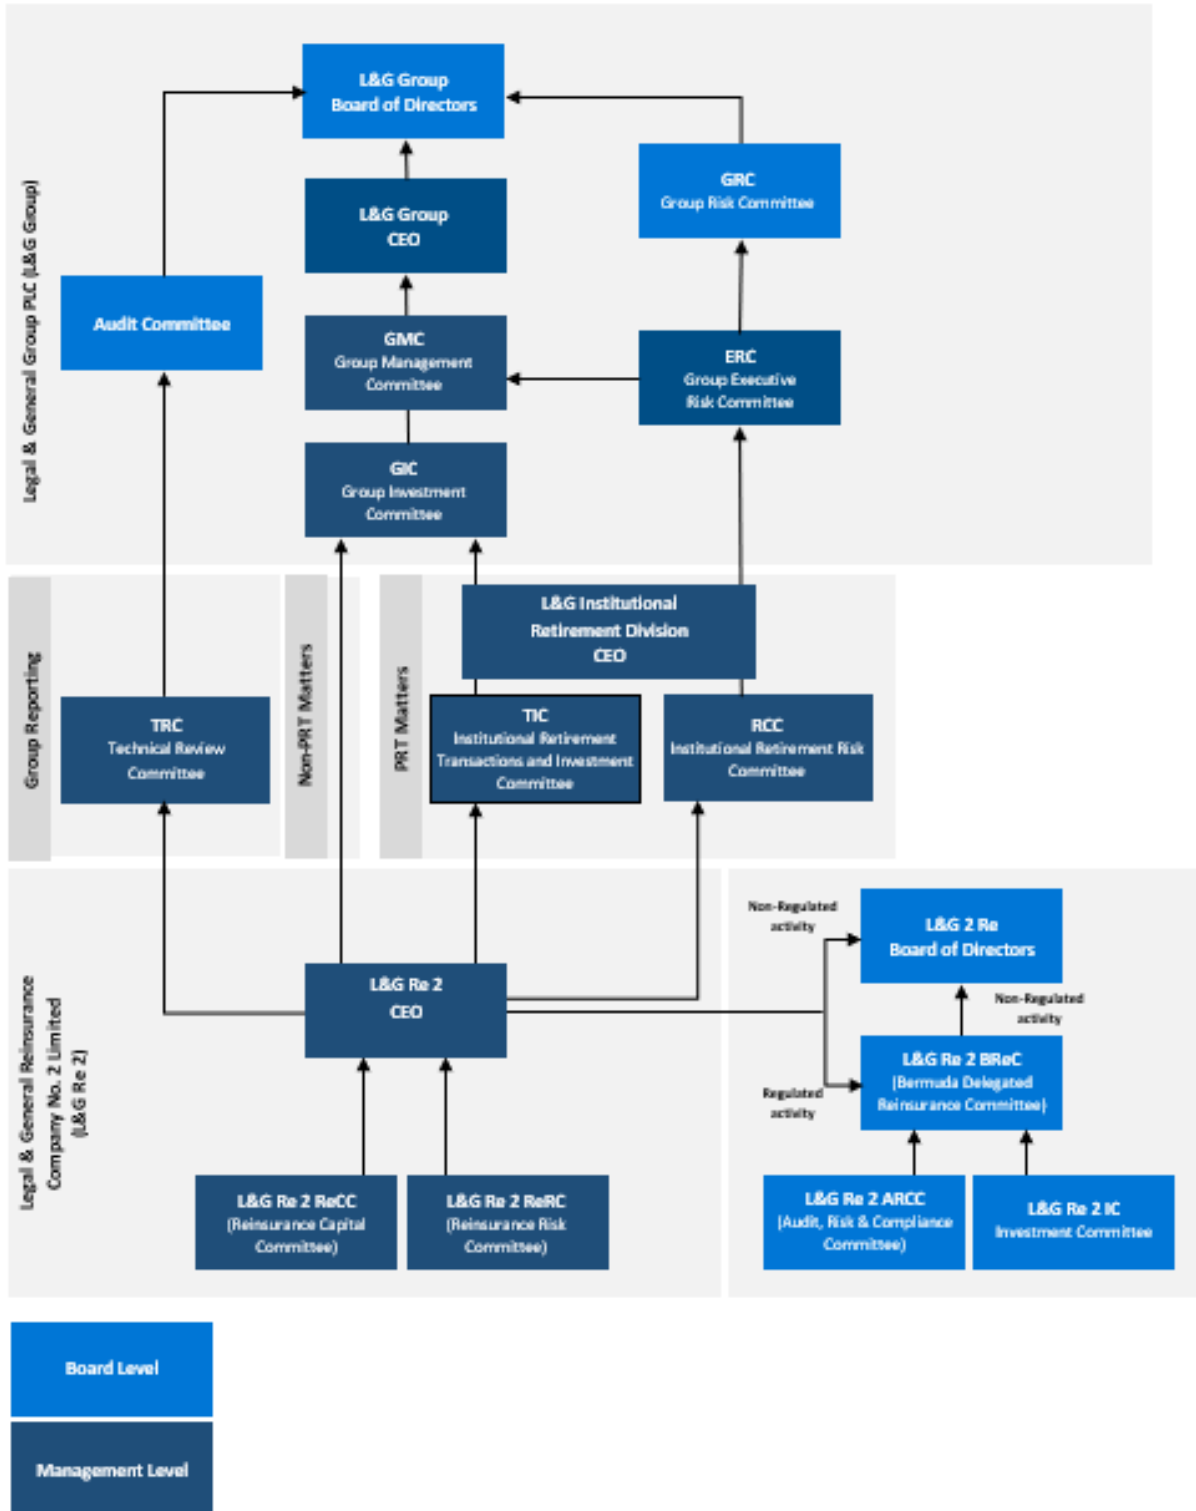 L&G Group
Board of Directors
GRC
Group Risk Committee
L&G Group
CEO
Audit Committee
GMC
Group Management
Committee
ERC
Group Executive
Risk Committee
GIC
Group Investment
Committee
Legal & General Group PLC (L&G Group)
Group Reporting
Non-PRT Matters
PRT Matters
L&G Institutional
Retirement Division
CEO
TRC
Technical Review
Committee
TIC
Institutional Retirement
Transactions and Investment
Committee
RCC
Institutional Retirement Risk
Committee
Legal & General Reinsurance
Company No. 2 Limited
(L&G Re 2)
L&G Re 2
CEO
Non-Regulated
activity
L&G 2 Re
Board of Directors
Non-Regulated
activity
Regulated
activity
L&G Re 2 BReC
(Bermuda Delegated
Reinsurance Committee)
L&G Re 2 ReCC
(Reinsurance Capital
Committee)
L&G Re 2 ReRC
(Reinsurance Risk
Committee)
L&G Re 2 ARCC
(Audit, Risk & Compliance
Committee)
L&G Re 2 IC
Investment Committee
Board Level
Management Level